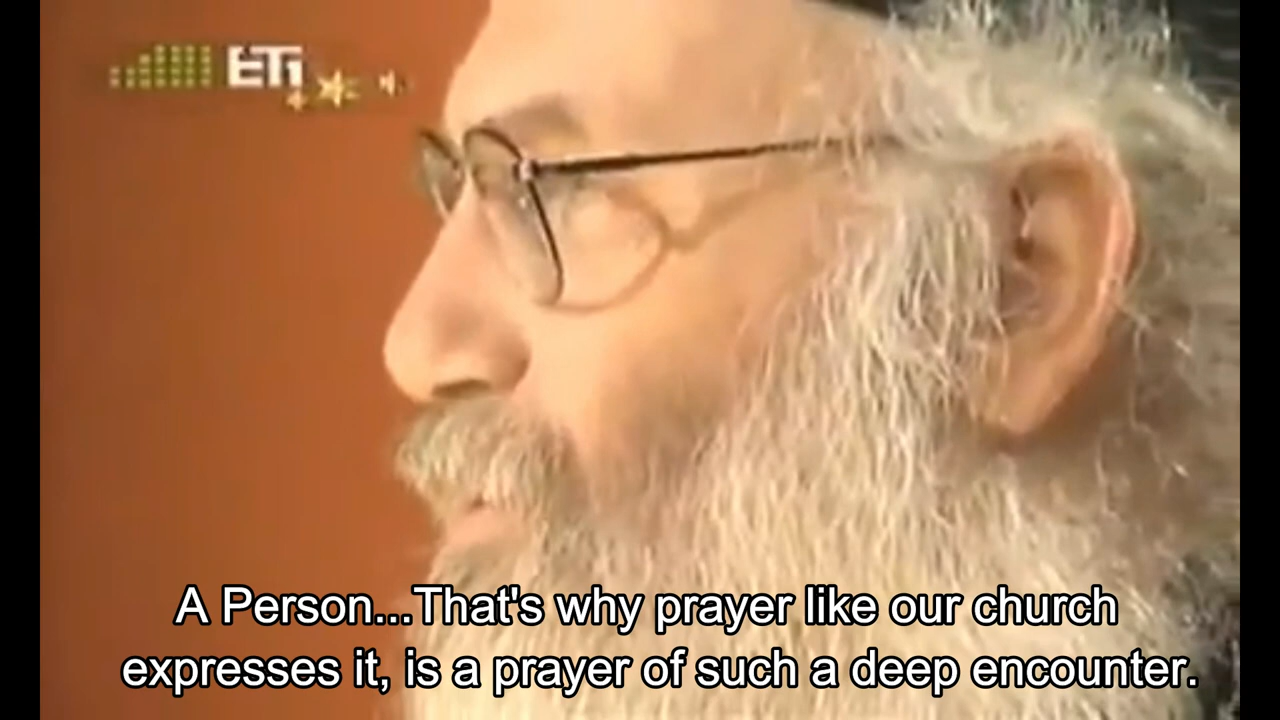 ET1
A Person...That's why prayer like our church
expresses it, is a prayer of such a deep encounter.